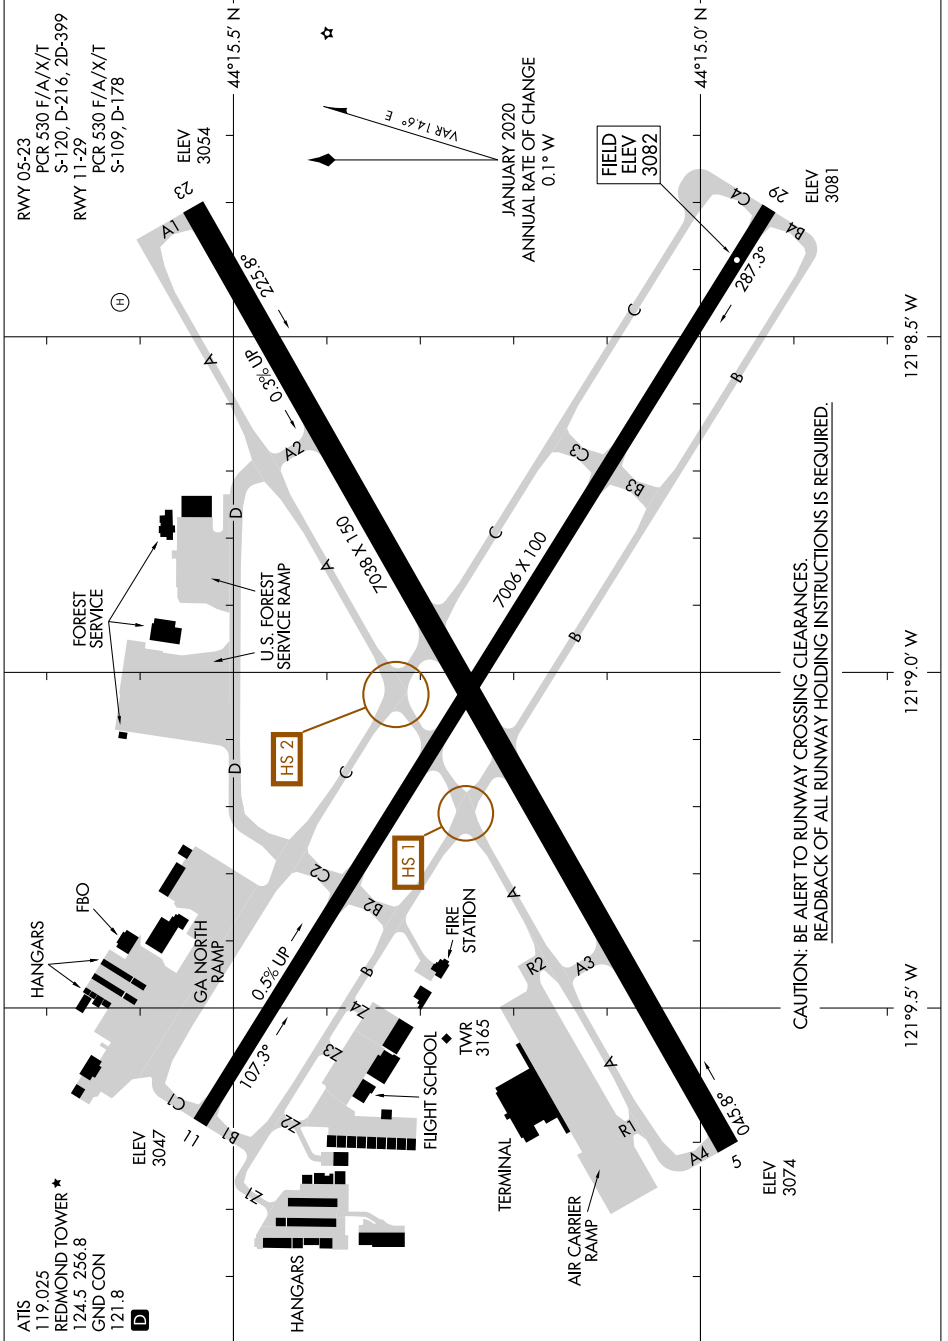 ATIS
119.025
REDMOND TOWER
124.5 256.8
GND CON
121.8
D
RWY 05-23
PCR 530 F/A/X/T
S-120, D-216, 2D-399
RWY 11-29
PCR 530 F/A/X/T
S-109, D-178
44°15.5' N
44°15.0' N
ELEV
3054
23
VAR 14.6° E
JANUARY 2020
ANNUAL RATE OF CHANGE
0.1° W
FIELD
ELEV
3082
ELEV
3081
29
C4
B4
A1
H
225.8°
287.3°
A
0.3% UP
C
B
121°8.5' W
A2
C3
B3
D
7038 X 150
A
C
7006 X 100
B
FOREST
SERVICE
U.S. FOREST
SERVICE RAMP
HS 2
D
C
HS 1
121°9.0' W
C2
B2
A
HANGARS
FBO
GA NORTH
RAMP
0.5% UP
B
FIRE
STATION
R2
A3
Z4
Z3
107.3°
TWR
3165
FLIGHT SCHOOL
121°9.5' W
A
C1
11
ELEV
3047
B1
Z2
Z1
R1
A4
045.8°
5
ELEV
3074
TERMINAL
AIR CARRIER
RAMP
HANGARS
CAUTION: BE ALERT TO RUNWAY CROSSING CLEARANCES.
READBACK OF ALL RUNWAY HOLDING INSTRUCTIONS IS REQUIRED.